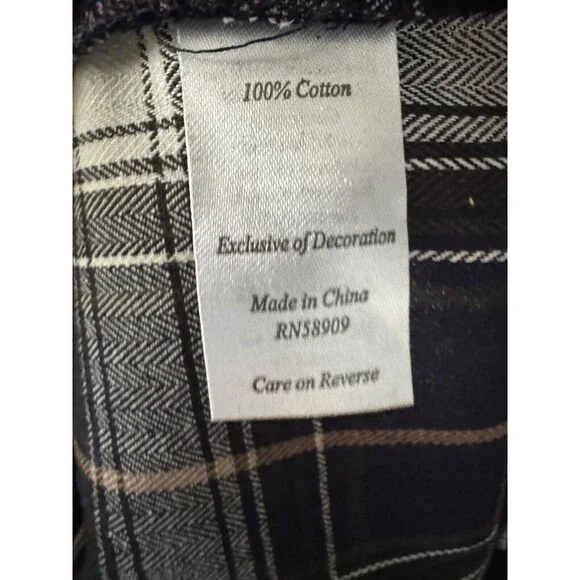 100% Cotton
Exclusive of Decoration
Made in China
RN58909
Care on Reverse